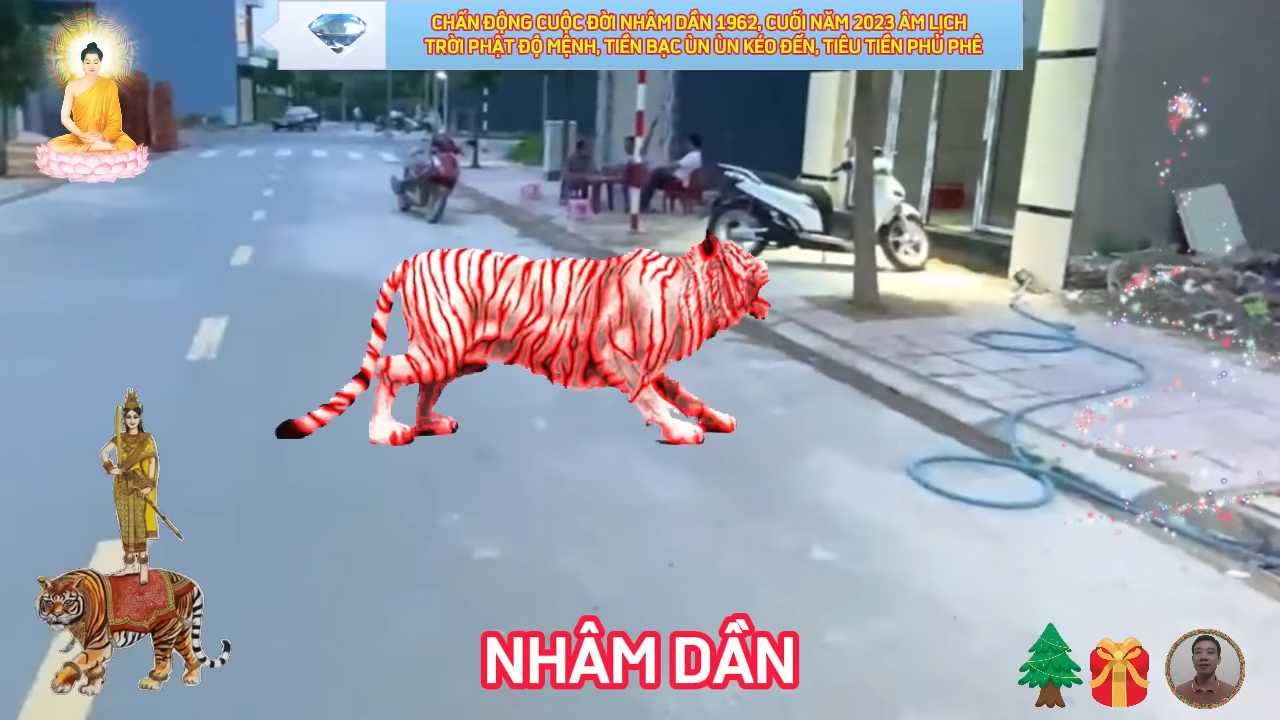 CHẤN ĐỘNG CUỘC ĐỜI NHÂM DẦN 1962, CUỐI NĂM 2023 ÂM LỊCH
TRỜI PHẬT ĐỘ MỆNH, TIỀN BẠC ÙN ÙN KÉO ĐẾN, TIÊU TIỀN PHỦ PHÊ
NHÂM DẦN